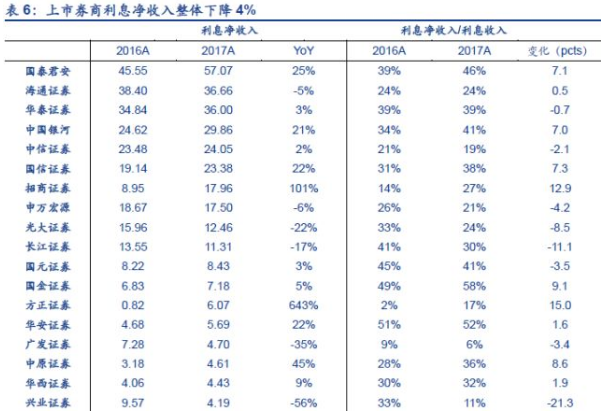 表 6：上市券商利息净收入整体下降 4%
利息净收入 利息净收入/利息收入
2016A 2017A YoY 2016A 2017A 变化（pcts）
国泰君安 45.55 57.07 25% 39% 46% 7.1
海通证券 38.40 36.66 -5% 24% 24% 0.5
华泰证券 34.84 36.00 3% 39% 39% -0.7
中国银河 24.62 29.86 21% 34% 41% 7.0
中信证券 23.48 24.05 2% 21% 19% -2.1
国信证券 19.14 23.38 22% 31% 38% 7.3
招商证券 8.95 17.96 101% 14% 27% 12.9
申万宏源 18.67 17.50 -6% 26% 21% -4.2
光大证券 15.96 12.46 -22% 33% 24% -8.5
长江证券 13.55 11.31 -17% 41% 30% -11.1
国元证券 8.22 8.43 3% 45% 41% -3.5
国金证券 6.83 7.18 5% 49% 58% 9.1
方正证券 0.82 6.07 643% 2% 17% 15.0
华安证券 4.68 5.69 22% 51% 52% 1.6
广发证券 7.28 4.70 -35% 9% 6% -3.4
中原证券 3.18 4.61 45% 28% 36% 8.6
华西证券 4.06 4.43 9% 30% 32% 1.9
兴业证券 9.57 4.19 -56% 33% 11% -21.3